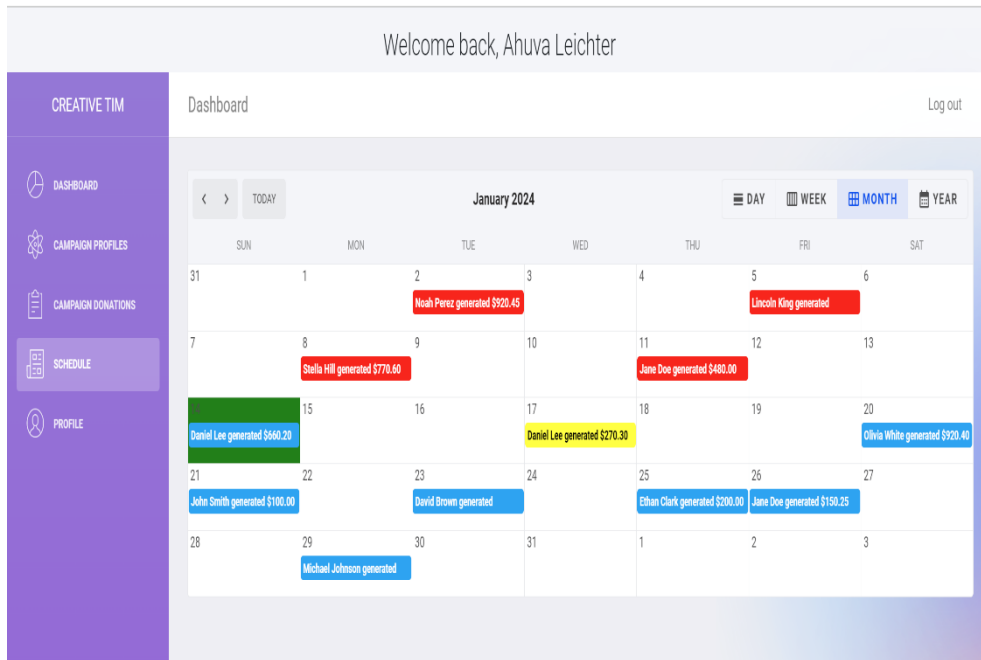 Welcome back, Ahuva Leichter
CREATIVE TIM
Dashboard
Log out
DASHBOARD
CAMPAIGN PROFILES
CAMPAIGN DONATIONS
SCHEDULE
PROFILE
TODAY
January 2024
DAY
WEEK
MONTH
YEAR
SUN MON TUE WED THU FRI SAT
31 1 2 3 4 5 6
Noah Perez generated $920.45
Lincoln King generated
7 8 9 10 11 12 13
Stella Hill generated $770.60
Jane Doe generated $480.00
15 16 17 18 19 20
Daniel Lee generated $660.20
Daniel Lee generated $270.30
Olivia White generated $920.40
21 22 23 24 25 26 27
John Smith generated $100.00
David Brown generated
Ethan Clark generated $200.00
Jane Doe generated $150.25
28 29 30 31 1 2 3
Michael Johnson generated